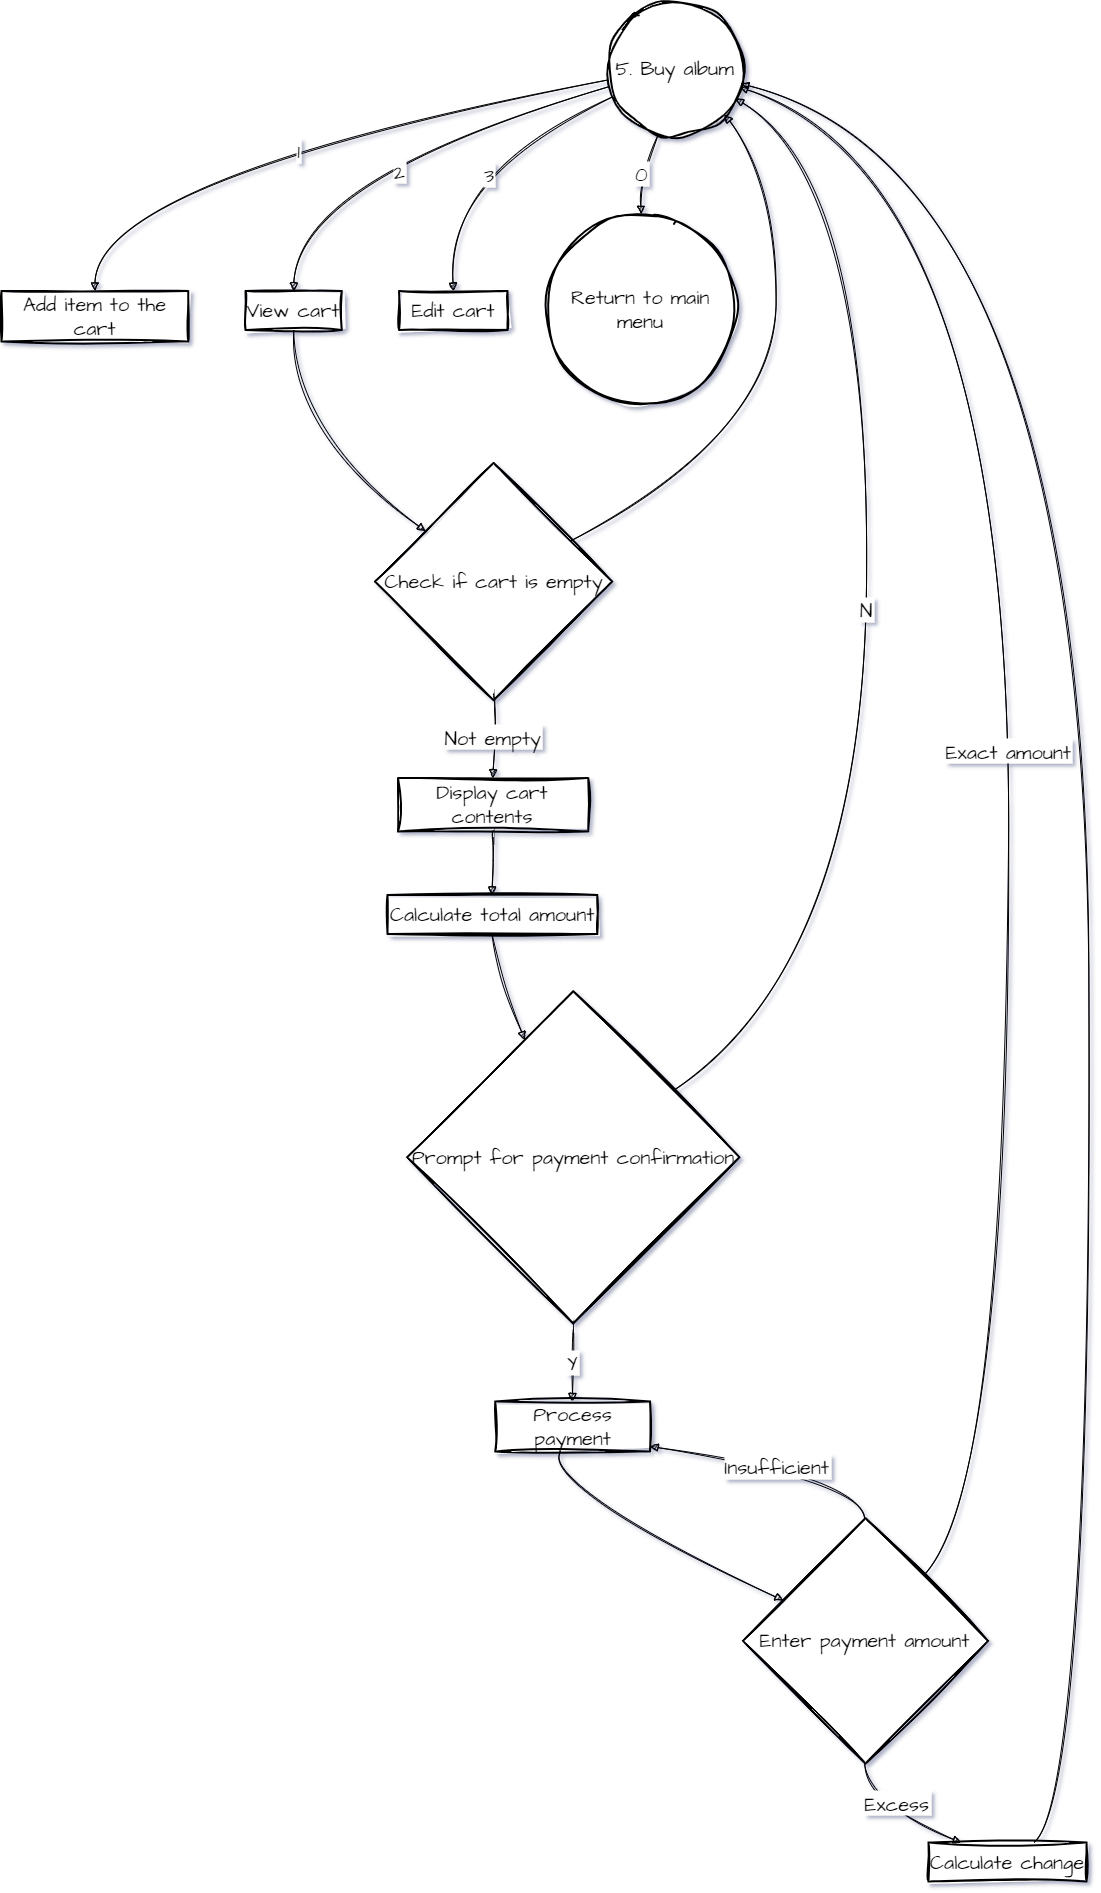 5. Buy album
1
2
3
0
Add item to the
cart
View cart
Edit cart
Return to main
menu
Check if cart is empty
N
Not empty
Exact amount
Display cart
contents
Calculate total amount
Prompt for payment confirmation
Y
Process
payment
Insufficient
Enter payment amount
Excess
Calculate change